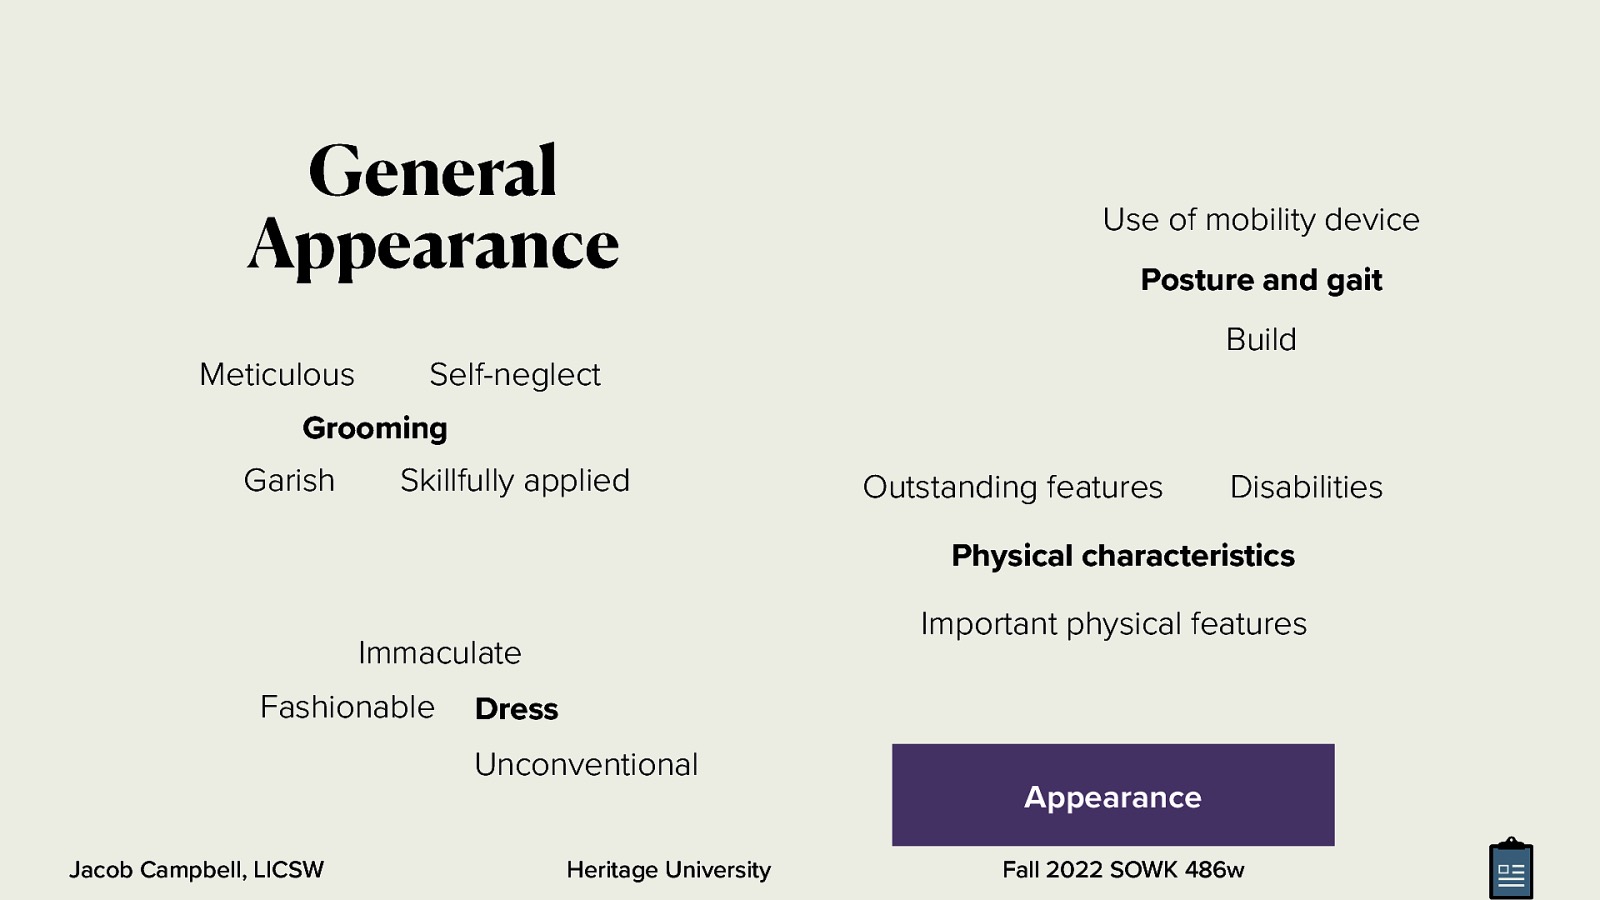 General
Appearance
Meticulous Self-neglect
Grooming
Garish Skillfully applied
Immaculate
Fashionable Dress
Unconventional
Use of mobility device
Posture and gait
Build
Outstanding features Disabilities
Physical characteristics
Important physical features
Appearance
Jacob Campbell, LICSW Heritage University Fall 2022 SOWK 486w